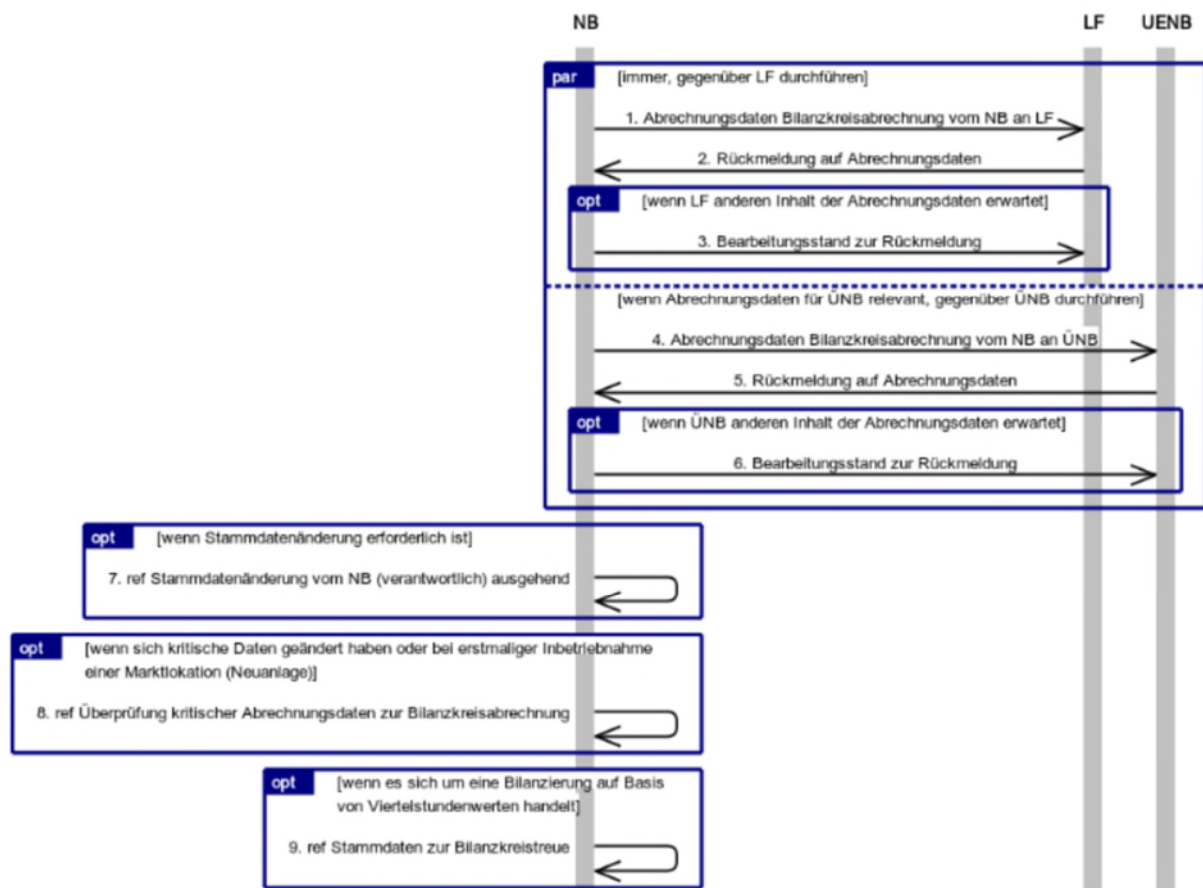 NB LF UENB
par [immer, gegenüber LF durchführen]
1. Abrechnungsdaten Bilanzkreisabrechnung vom NB an LF
2. Rückmeldung auf Abrechnungsdaten
opt [wenn LF anderen Inhalt der Abrechnungsdaten erwartet]
3. Bearbeitungsstand zur Rückmeldung
[wenn Abrechnungsdaten für ÜNB relevant, gegenüber ÜNB durchführen]
4. Abrechnungsdaten Bilanzkreisabrechnung vom NB an ÜNB
5. Rückmeldung auf Abrechnungsdaten
opt [wenn ÜNB anderen Inhalt der Abrechnungsdaten erwartet]
6. Bearbeitungsstand zur Rückmeldung
opt [wenn Stammdatenänderung erforderlich ist]
7. ref Stammdatenänderung vom NB (verantwortlich) ausgehend
opt [wenn sich kritische Daten geändert haben oder bei erstmaliger Inbetriebnahme
einer Marktlokation (Neuanlage)]
8. ref Überprüfung kritischer Abrechnungsdaten zur Bilanzkreisabrechnung
opt [wenn es sich um eine Bilanzierung auf Basis
von Viertelstundenwerten handelt]
9. ref Stammdaten zur Bilanzkreistreue